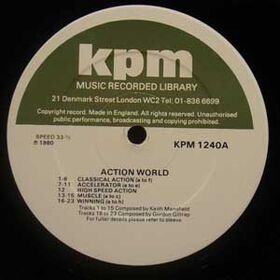 kpm
MUSIC RECORDED LIBRARY
21 Denmark Street London WC2 Tel: 01-836 6699
Copyright record. Made in England. All rights reserved. Unauthorised
public performance, broadcasting and copying prohibited.
SPEED 33-⅓
℗ 1980
KPM 1240A
ACTION WORLD
1-6 CLASSICAL ACTION (a to f)
7-11 ACCELERATOR (a to e)
12 HIGH SPEED ACTION
13-15 MUSCLE (a to c)
16-23 WINNING (a to h)
Tracks 1 to 15 Composed by Keith Mansfield
Tracks 16 to 23 Composed by Gordon Giltrap
For fuller details please refer to sleeve